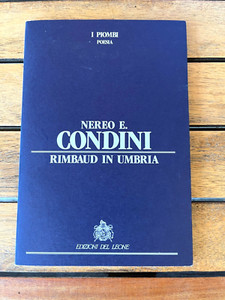 I PIOMBI
POESIA
NEREO E.
CONDINI
RIMBAUD IN UMBRIA
EDIZIONI DEL LEONE